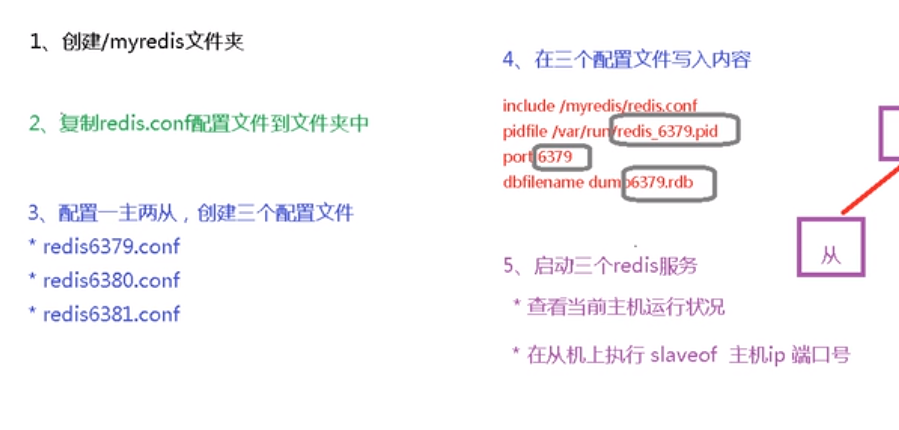 1、创建/myredis文件夹
2、复制redis.conf配置文件到文件夹中
3、配置一主两从，创建三个配置文件
* redis6379.conf
* redis6380.conf
* redis6381.conf
4、在三个配置文件写入内容
include /myredis/redis.conf
pidfile /var/run/redis_6379.pid
port 6379
dbfilename dump6379.rdb
5、启动三个redis服务
* 查看当前主机运行状况
* 在从机上执行 slaveof 主机ip 端口号
从